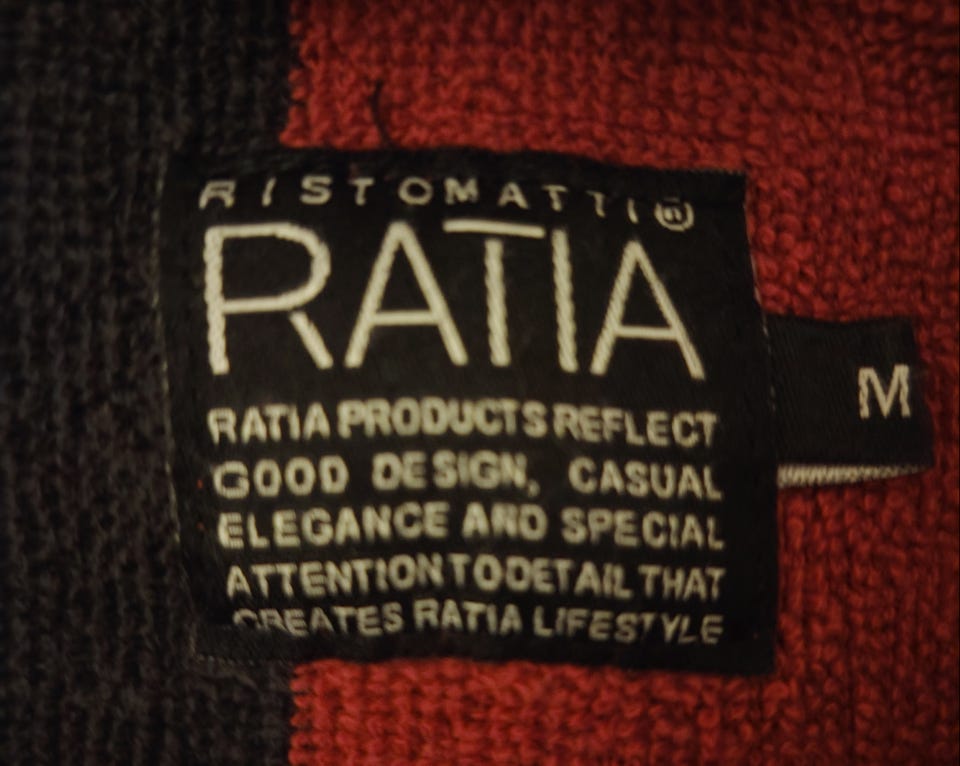 RISTOMATTI®
RATIA
RATIA PRODUCTS REFLECT
GOOD DESIGN, CASUAL
ELEGANCE AND SPECIAL
ATTENTION TO DETAIL THAT
CREATES RATIA LIFESTYLE
M